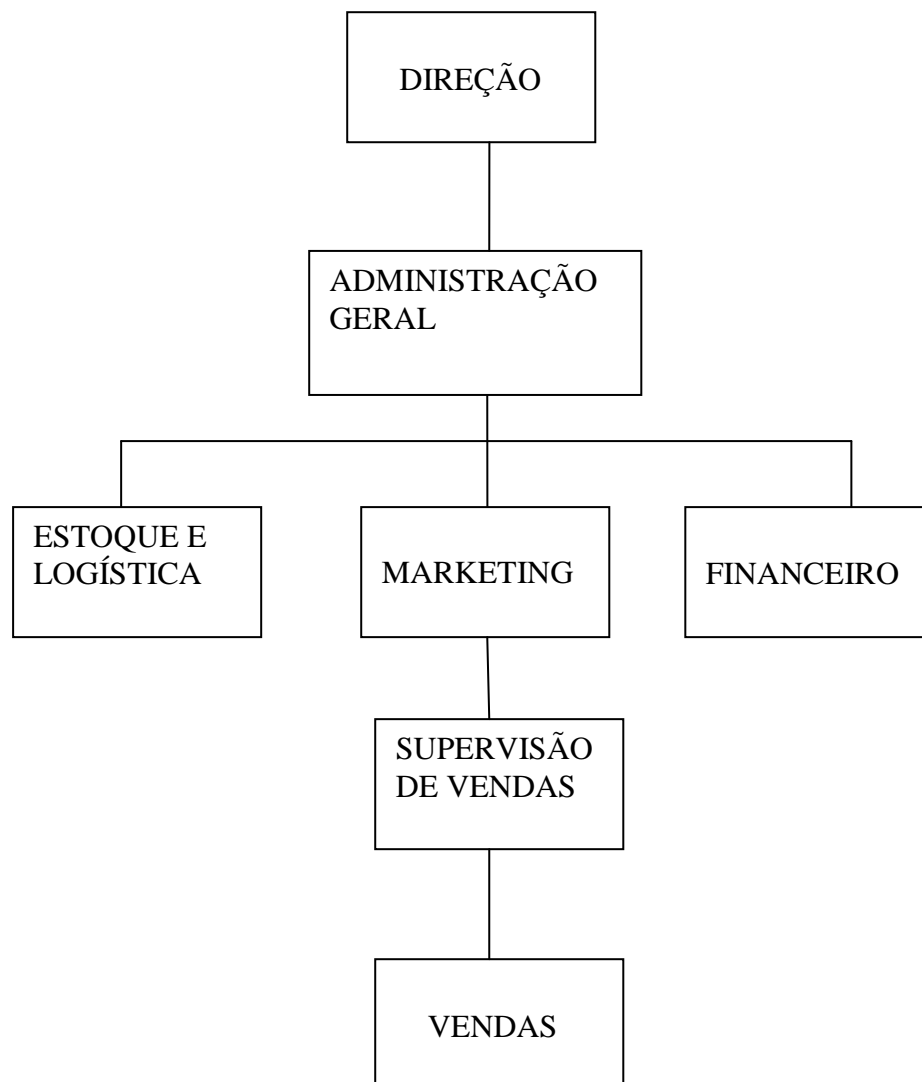 DIREÇÃO
ADMINISTRAÇÃO
GERAL
ESTOQUE E
LOGÍSTICA
MARKETING
FINANCEIRO
SUPERVISÃO
DE VENDAS
VENDAS